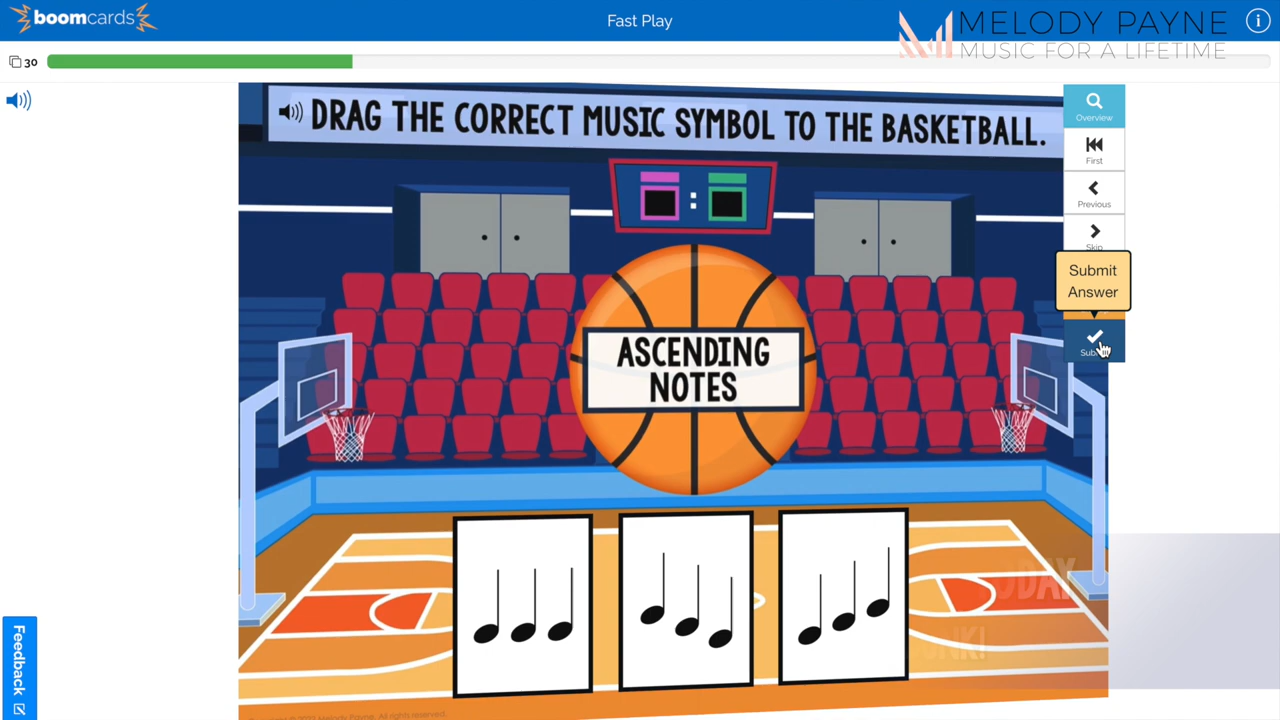 boomcards
Fast Play
MELODY PAYNE
MUSIC FOR A LIFETIME
30
DRAG THE CORRECT MUSIC SYMBOL TO THE BASKETBALL.
Overview
First
Previous
Skip
Submit
Answer
ASCENDING
NOTES
TODAY
Feedback